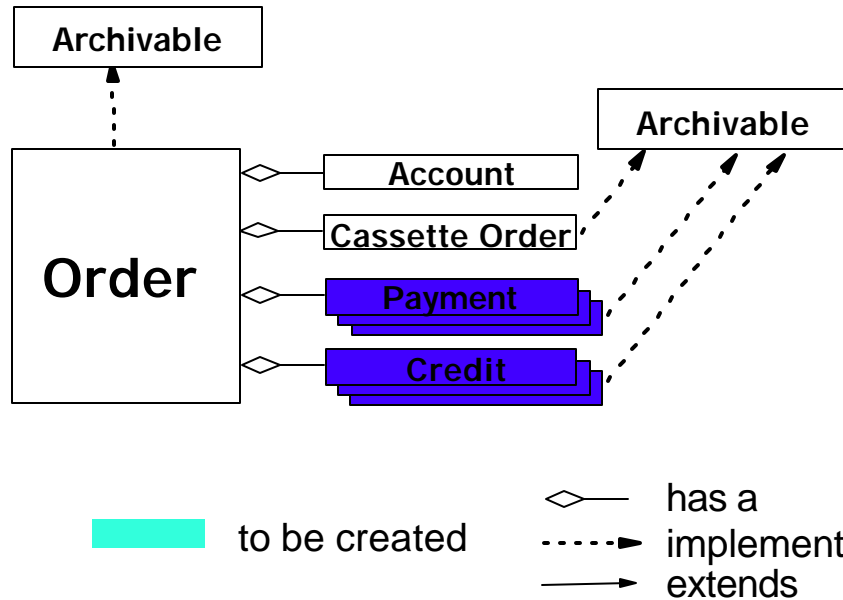 Archivable
Archivable
Order
Account
Cassette Order
Payment
Credit
to be created
has a
implement
extends